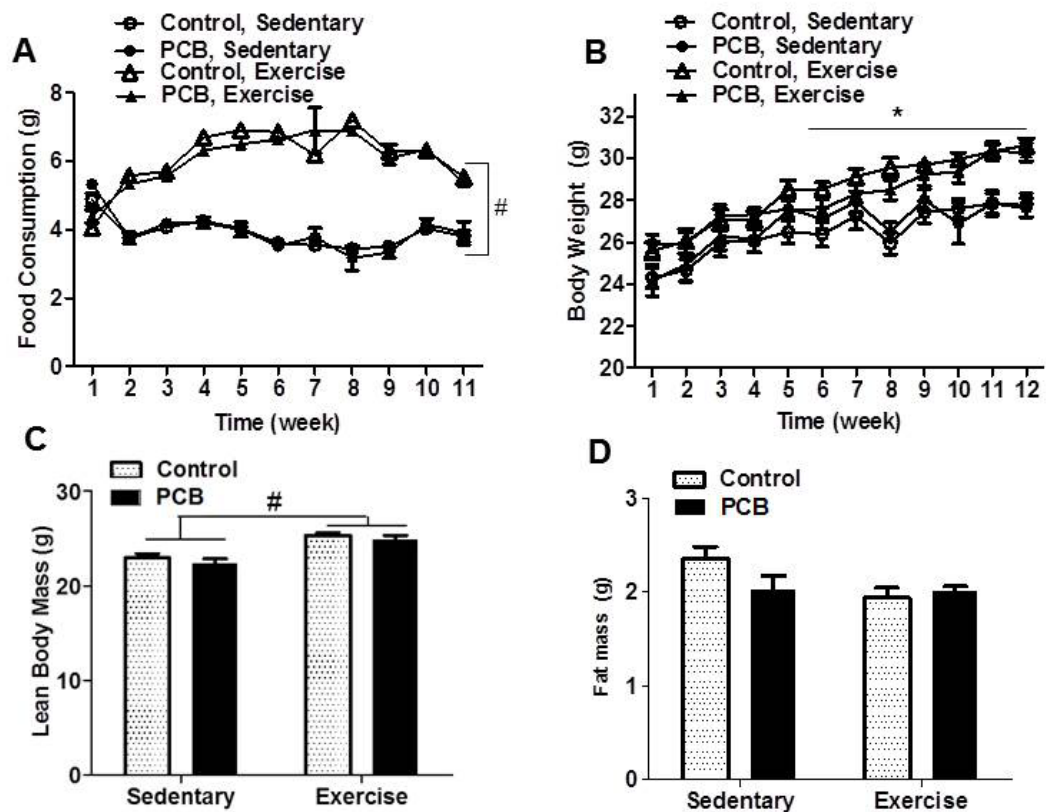 A
Control, Sedentary
PCB, Sedentary
Control, Exercise
PCB, Exercise
Food Consumption (g)
8
6
4
2
0
#
1 2 3 4 5 6 7 8 9 10 11
Time (week)
B
Control, Sedentary
PCB, Sedentary
Control, Exercise
PCB, Exercise
Body Weight (g)
*
30
28
26
24
22
20
1 2 3 4 5 6 7 8 9 10 11 12
Time (week)
C
Control
PCB
Lean Body Mass (g)
30
20
10
0
#
Sedentary Exercise
D
Control
PCB
Fat mass (g)
3
2
1
0
Sedentary Exercise